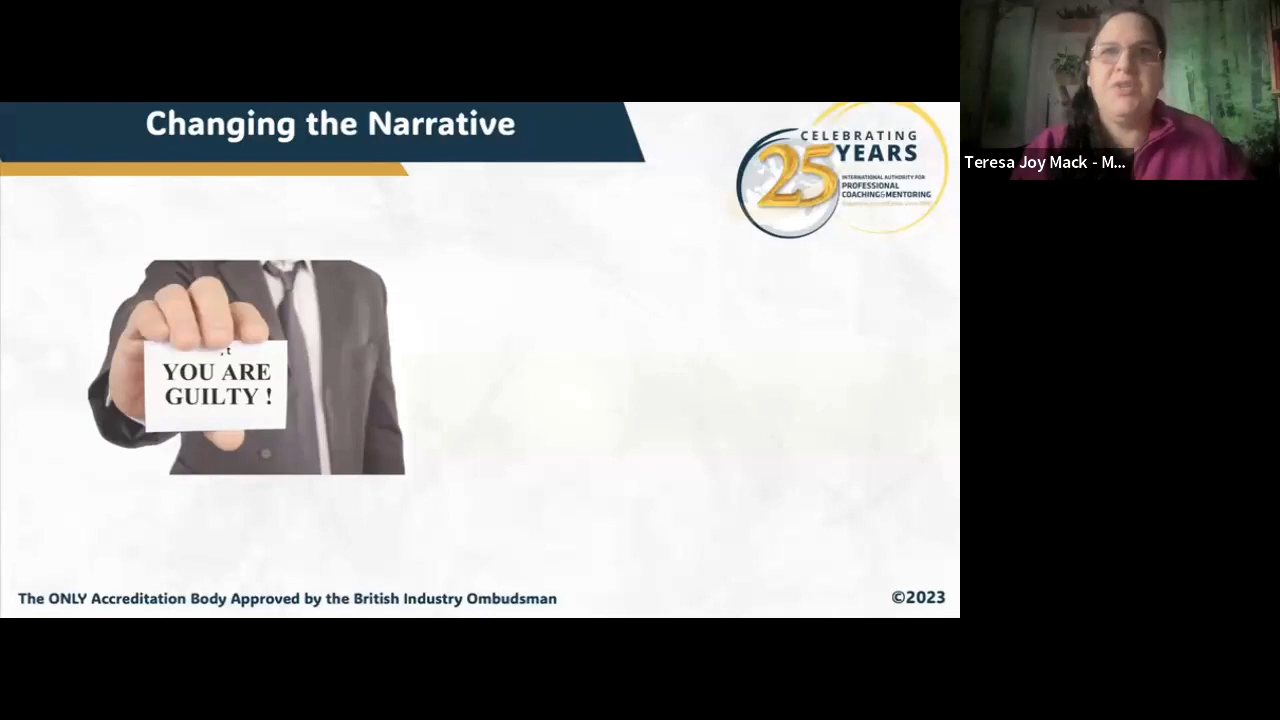 Changing the Narrative
CELEBRATING
25 YEARS
INTERNATIONAL AUTHORITY FOR
PROFESSIONAL
COACHING&MENTORING
Teresa Joy Mack - M...
YOU ARE
GUILTY !
The ONLY Accreditation Body Approved by the British Industry Ombudsman
©2023